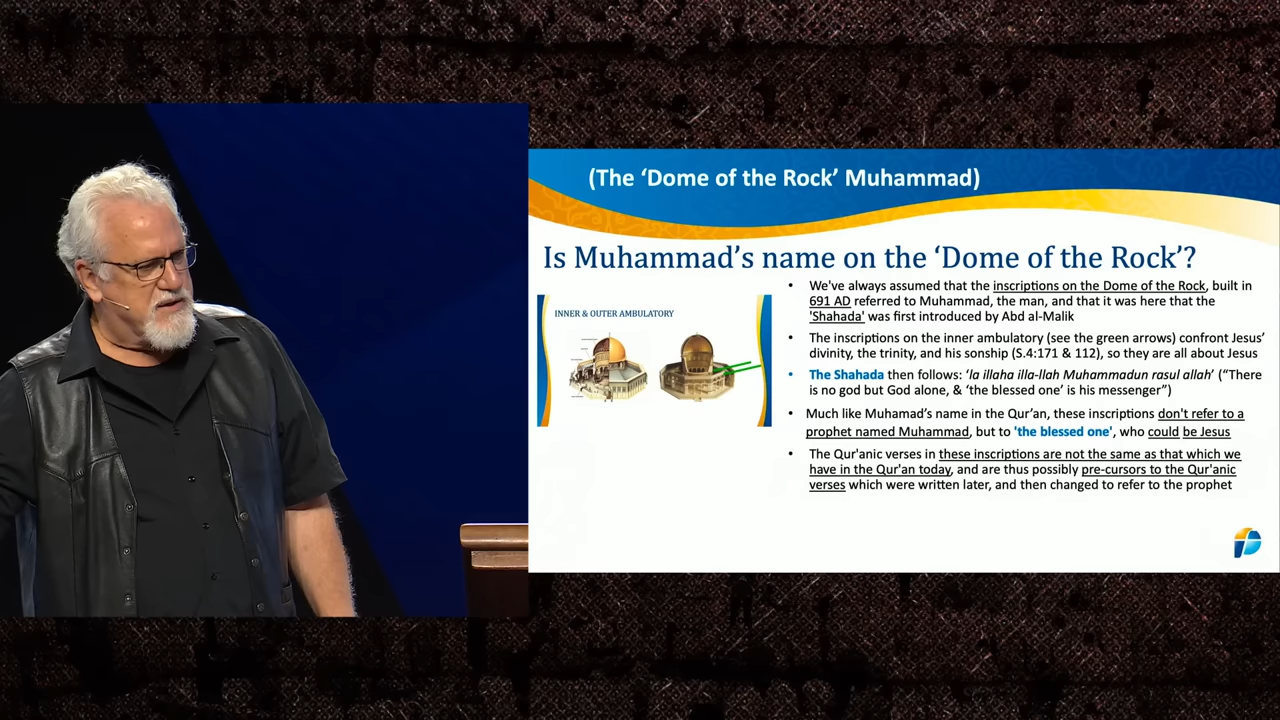 (The ‘Dome of the Rock’ Muhammad)
Is Muhammad’s name on the ‘Dome of the Rock’?
INNER & OUTER AMBULATORY
• We've always assumed that the inscriptions on the Dome of the Rock, built in
691 AD referred to Muhammad, the man, and that it was here that the
'Shahada' was first introduced by Abd al-Malik
• The inscriptions on the inner ambulatory (see the green arrows) confront Jesus’
divinity, the trinity, and his sonship (S.4:171 & 112), so they are all about Jesus
• The Shahada then follows: ‘la illaha illa-llah Muhammadun rasul allah’ (“There
is no god but God alone, & ‘the blessed one’ is his messenger”)
• Much like Muhamad’s name in the Qur’an, these inscriptions don't refer to a
prophet named Muhammad, but to 'the blessed one', who could be Jesus
• The Qur'anic verses in these inscriptions are not the same as that which we
have in the Qur'an today, and are thus possibly pre-cursors to the Qur'anic
verses which were written later, and then changed to refer to the prophet